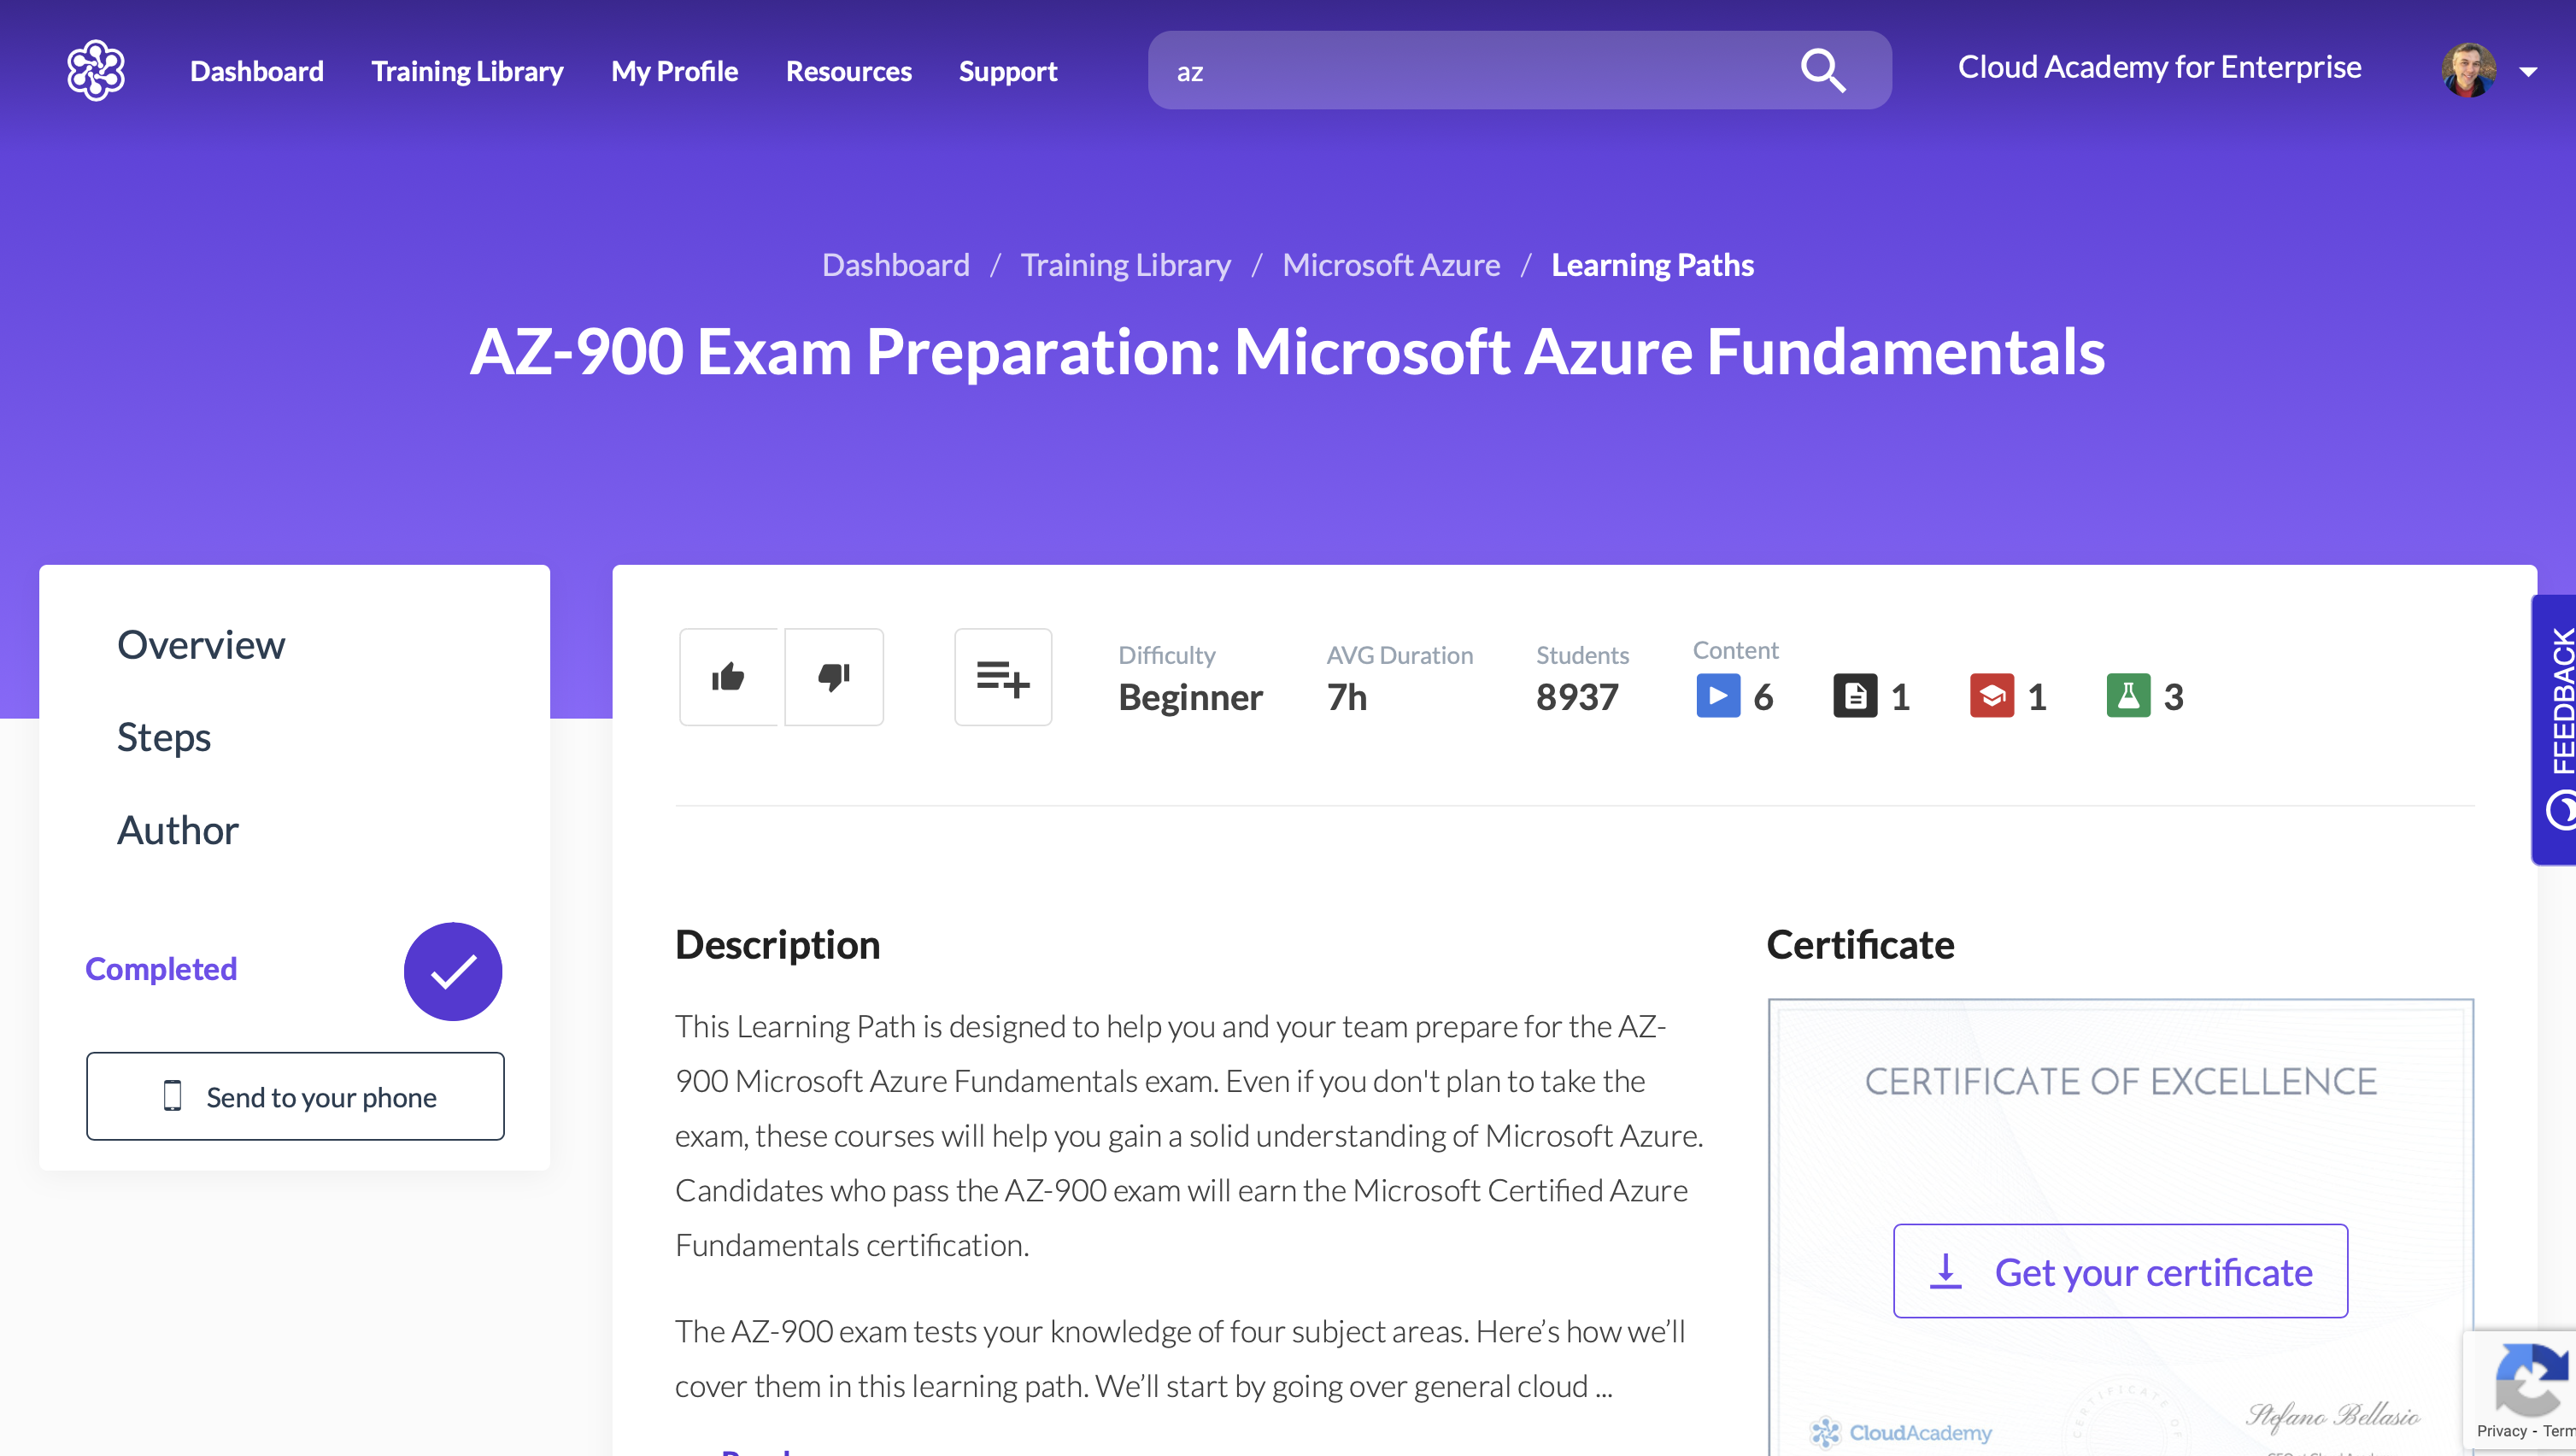 Dashboard Training Library My Profile Resources Support az Cloud Academy for Enterprise
Dashboard / Training Library / Microsoft Azure / Learning Paths
AZ-900 Exam Preparation: Microsoft Azure Fundamentals
Overview
Steps
Author
Completed
Send to your phone
Difficulty
Beginner
AVG Duration
7h
Students
8937
Content
6 1 1 3
FEEDBACK
Description
This Learning Path is designed to help you and your team prepare for the AZ-
900 Microsoft Azure Fundamentals exam. Even if you don't plan to take the
exam, these courses will help you gain a solid understanding of Microsoft Azure.
Candidates who pass the AZ-900 exam will earn the Microsoft Certified Azure
Fundamentals certification.
The AZ-900 exam tests your knowledge of four subject areas. Here’s how we’ll
cover them in this learning path. We’ll start by going over general cloud ...
Certificate
CERTIFICATE OF EXCELLENCE
Get your certificate
CloudAcademy
CERTIFICATE OF
Stefano Bellasio
Privacy - Term